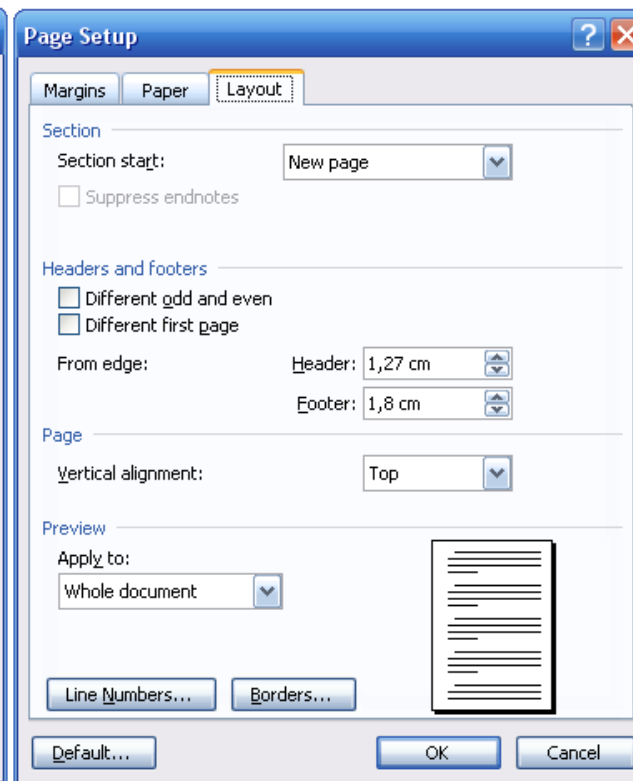 Page Setup
Margins Paper Layout
Section
Section start: New page
Suppress endnotes
Headers and footers
Different odd and even
Different first page
From edge: Header: 1,27 cm
Footer: 1,8 cm
Page
Vertical alignment: Top
Preview
Apply to:
Whole document
Line Numbers... Borders...
Default... OK Cancel